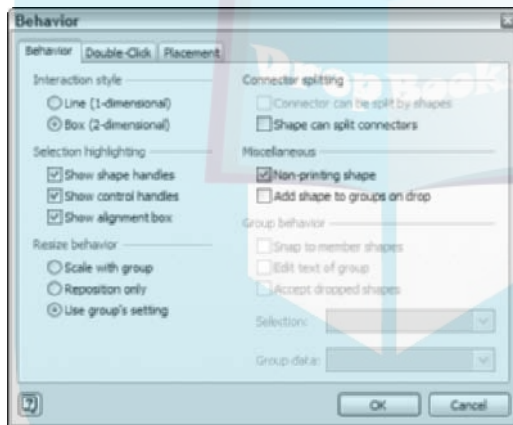 Behavior
Behavior Double-Click Placement
Interaction style
Line (1-dimensional)
Box (2-dimensional)
Selection highlighting
Show shape handles
Show control handles
Show alignment box
Resize behavior
Scale with group
Reposition only
Use group's setting
Connector splitting
Connector can be split by shapes
Shape can split connectors
Miscellaneous
Non-printing shape
Add shape to groups on drop
Group behavior
Snap to member shapes
Edit text of group
Accept dropped shapes
Selection:
Group data:
OK Cancel
DropBook